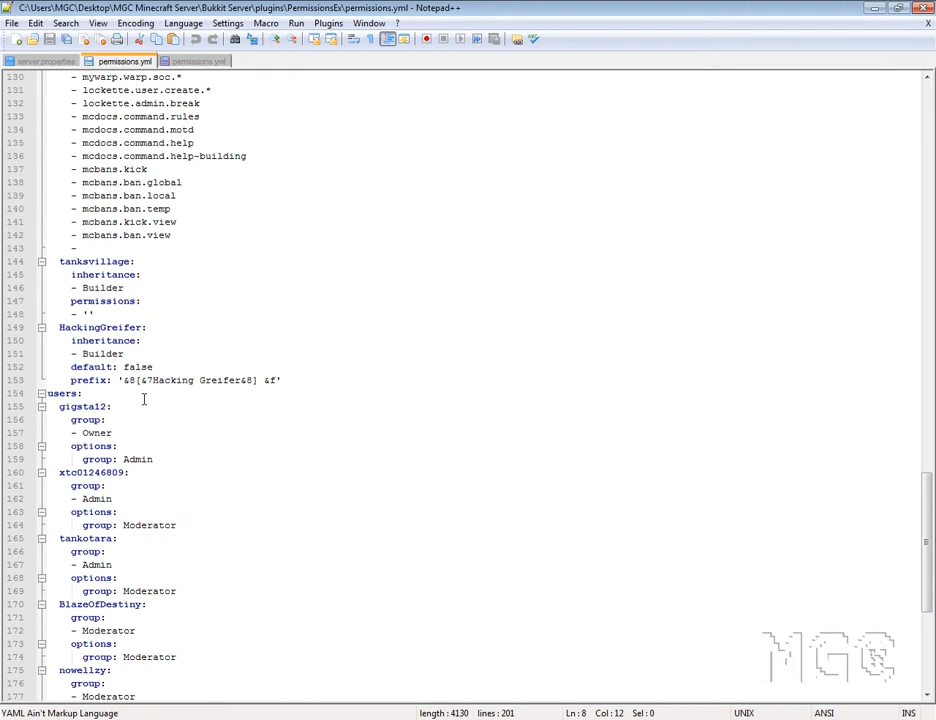 C:\Users\MGC\Desktop\MGC Minecraft Server\Bukkit Server\plugins\PermissionsEx\permissions.yml - Notepad++
File Edit Search View Encoding Language Settings Macro Run Plugins Window ? X
server.properties permissions.yml permissions.yml
130 - mywarp.warp.soc.*
131 - lockette.user.create.*
132 - lockette.admin.break
133 - mcdocs.command.rules
134 - mcdocs.command.motd
135 - mcdocs.command.help
136 - mcdocs.command.help-building
137 - mcbans.kick
138 - mcbans.ban.global
139 - mcbans.ban.local
140 - mcbans.ban.temp
141 - mcbans.kick.view
142 - mcbans.ban.view
143 -
144 tanksvillage:
145 inheritance:
146 - Builder
147 permissions:
148 - ''
149 HackingGreifer:
150 inheritance:
151 - Builder
152 default: false
153 prefix: '&8[&7Hacking Greifer&8] &f'
154 users:
155 gigsta12:
156 group:
157 - Owner
158 options:
159 group: Admin
160 xtc01246809:
161 group:
162 - Admin
163 options:
164 group: Moderator
165 tankotara:
166 group:
167 - Admin
168 options:
169 group: Moderator
170 BlazeOfDestiny:
171 group:
172 - Moderator
173 options:
174 group: Moderator
175 nowellzy:
176 group:
177 - Moderator
MGC
YAML Ain't Markup Language length : 4130 lines : 201 Ln : 8 Col : 12 Sel : 0 UNIX ANSI INS